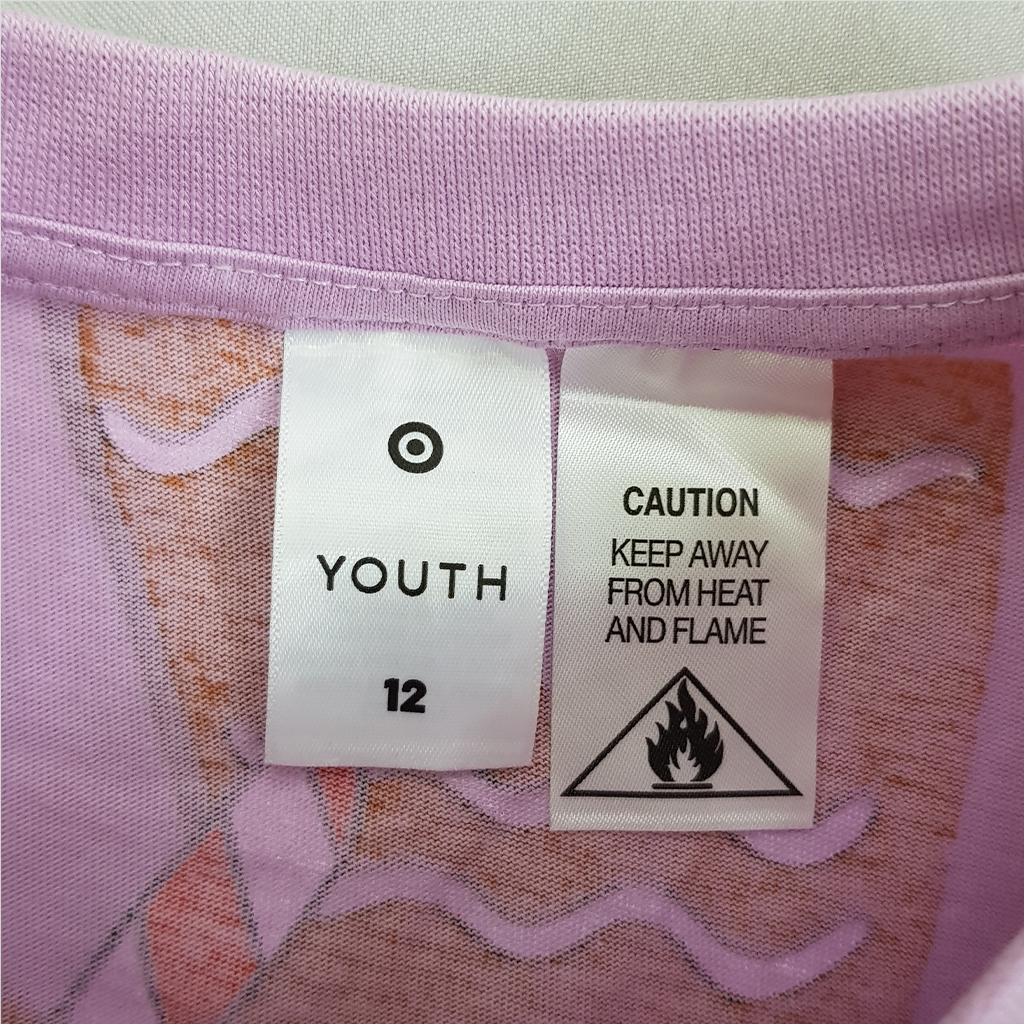 YOUTH
12
CAUTION
KEEP AWAY
FROM HEAT
AND FLAME